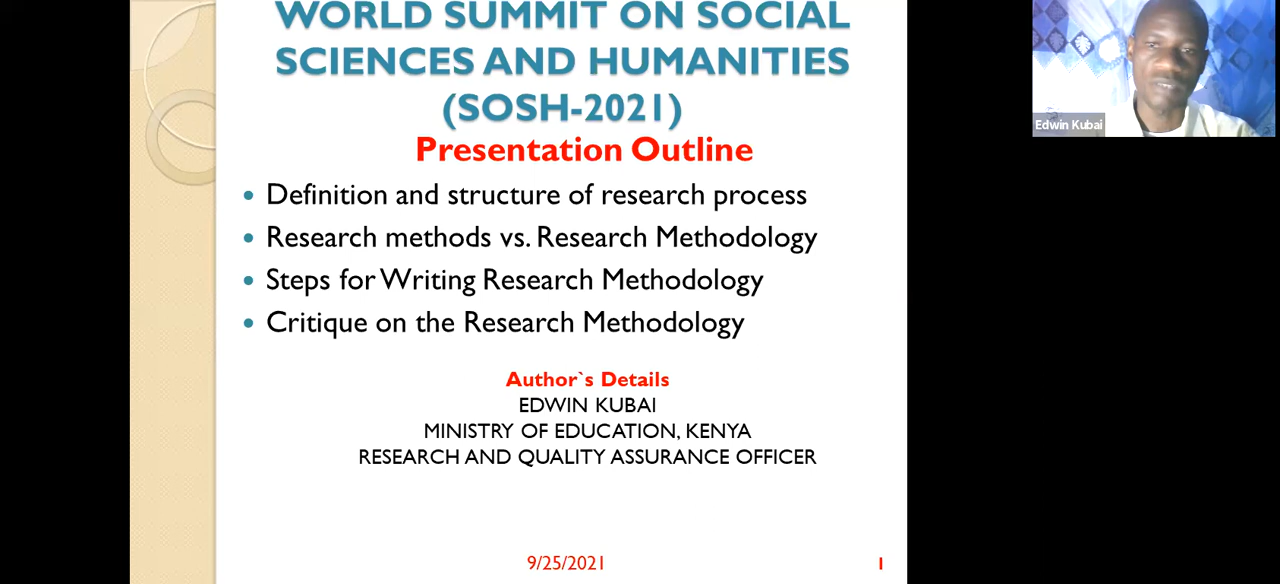 WORLD SUMMIT ON SOCIAL
SCIENCES AND HUMANITIES
(SOSH-2021)
Presentation Outline
• Definition and structure of research process
• Research methods vs. Research Methodology
• Steps for Writing Research Methodology
• Critique on the Research Methodology
Author`s Details
EDWIN KUBAI
MINISTRY OF EDUCATION, KENYA
RESEARCH AND QUALITY ASSURANCE OFFICER
9/25/2021
1
Edwin Kubai